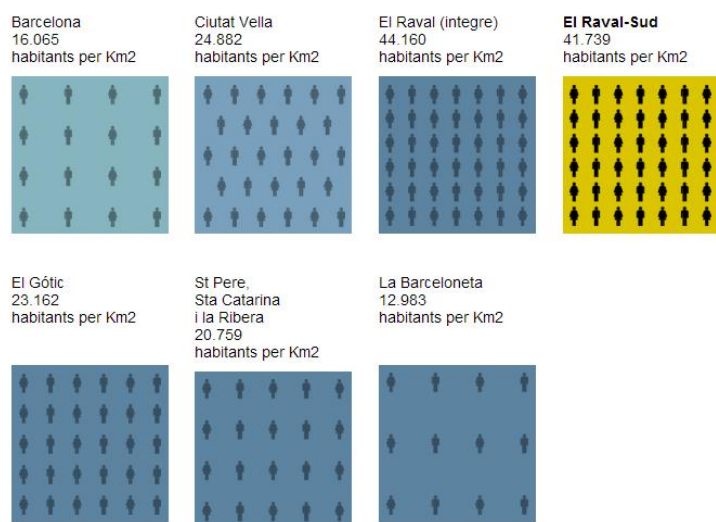 Barcelona
16.065
habitants per Km2
Ciutat Vella
24.882
habitants per Km2
El Raval (integre)
44.160
habitants per Km2
El Raval-Sud
41.739
habitants per Km2
El Gótic
23.162
habitants per Km2
St Pere,
Sta Catarina
i la Ribera
20.759
habitants per Km2
La Barceloneta
12.983
habitants per Km2